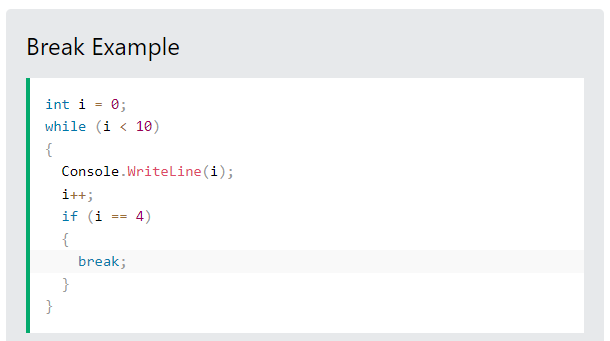 Break Example
int i = 0;
while (i < 10)
{
  Console.WriteLine(i);
  i++;
  if (i == 4)
  {
    break;
  }
}